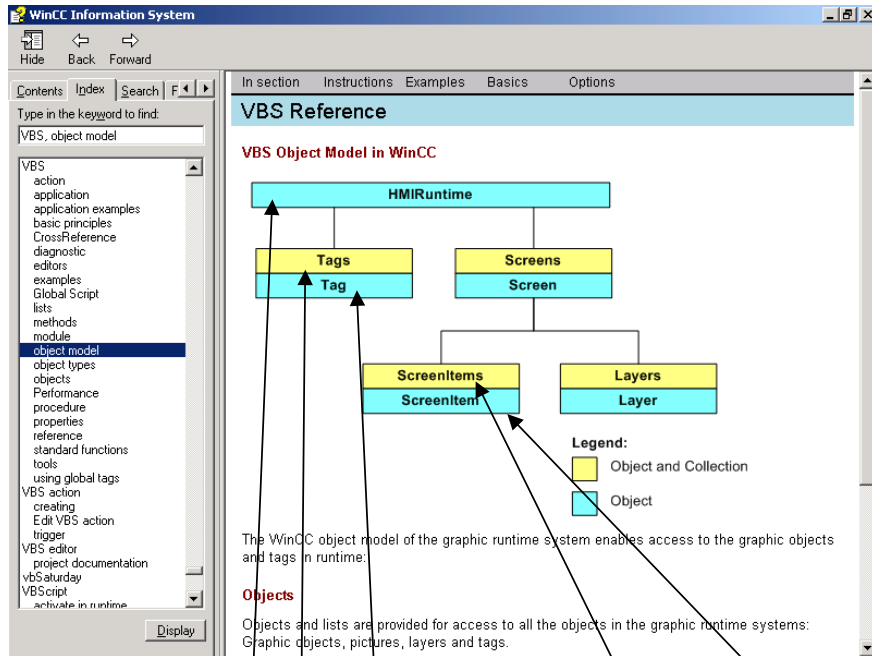 WinCC Information System
Hide Back Forward
Contents Index Search F
Type in the keyword to find:
VBS, object model
VBS
action
application
application examples
basic principles
CrossReference
diagnostic
editors
examples
Global Script
lists
methods
module
object model
object types
objects
Performance
procedure
properties
reference
standard functions
tools
using global tags
VBS action
creating
Edit VBS action
trigger
VBS editor
project documentation
vbSaturday
VBScript
activate in runtime
Display
In section Instructions Examples Basics Options
VBS Reference
VBS Object Model in WinCC
HMIRuntime
Tags
Tag
Screens
Screen
ScreenItems
ScreenItem
Layers
Layer
Legend:
Object and Collection
Object
The WinCC object model of the graphic runtime system enables access to the graphic objects
and tags in runtime:
Objects
Objects and lists are provided for access to all the objects in the graphic runtime systems:
Graphic objects, pictures, layers and tags.